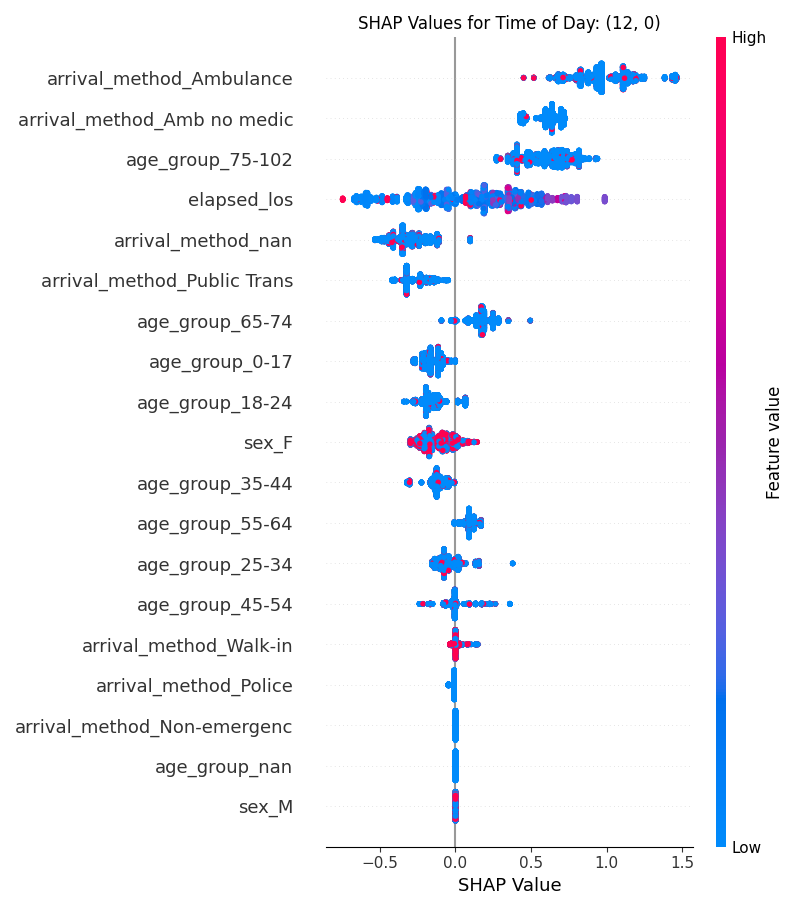 SHAP Values for Time of Day: (12, 0)
High
arrival_method_Ambulance
arrival_method_Amb no medic
age_group_75-102
elapsed_los
arrival_method_nan
arrival_method_Public Trans
age_group_65-74
age_group_0-17
age_group_18-24
sex_F
age_group_35-44
age_group_55-64
age_group_25-34
age_group_45-54
arrival_method_Walk-in
arrival_method_Police
arrival_method_Non-emergenc
age_group_nan
sex_M
Feature value
Low
−0.5 0.0 0.5 1.0 1.5
SHAP Value